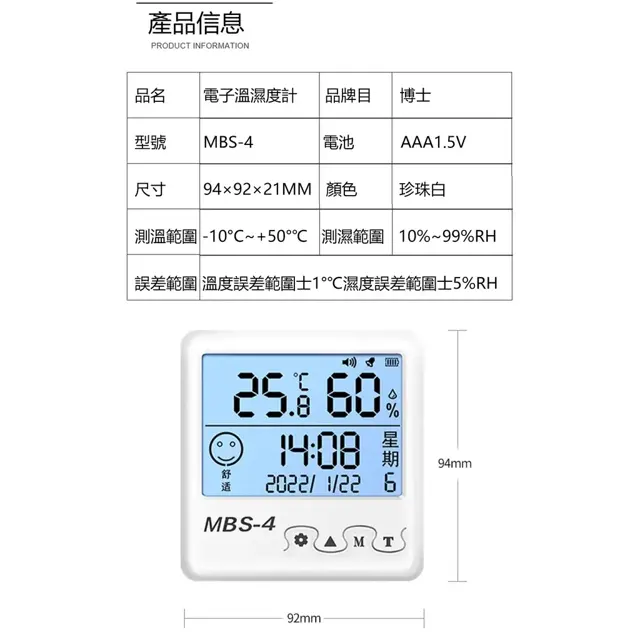 產品信息
PRODUCT INFORMATION
品名 電子溫濕度計 品牌目 博士
型號 MBS-4 電池 AAA1.5V
尺寸 94×92×21MM 顏色 珍珠白
測溫範圍 -10°C~+50°℃ 測濕範圍 10%~99%RH
誤差範圍 溫度誤差範圍士1°℃濕度誤差範圍士5%RH
25.8 ℃ 60 %
舒适 14:08 星期
2022/ 1/22 6
MBS-4
M T
94mm
92mm